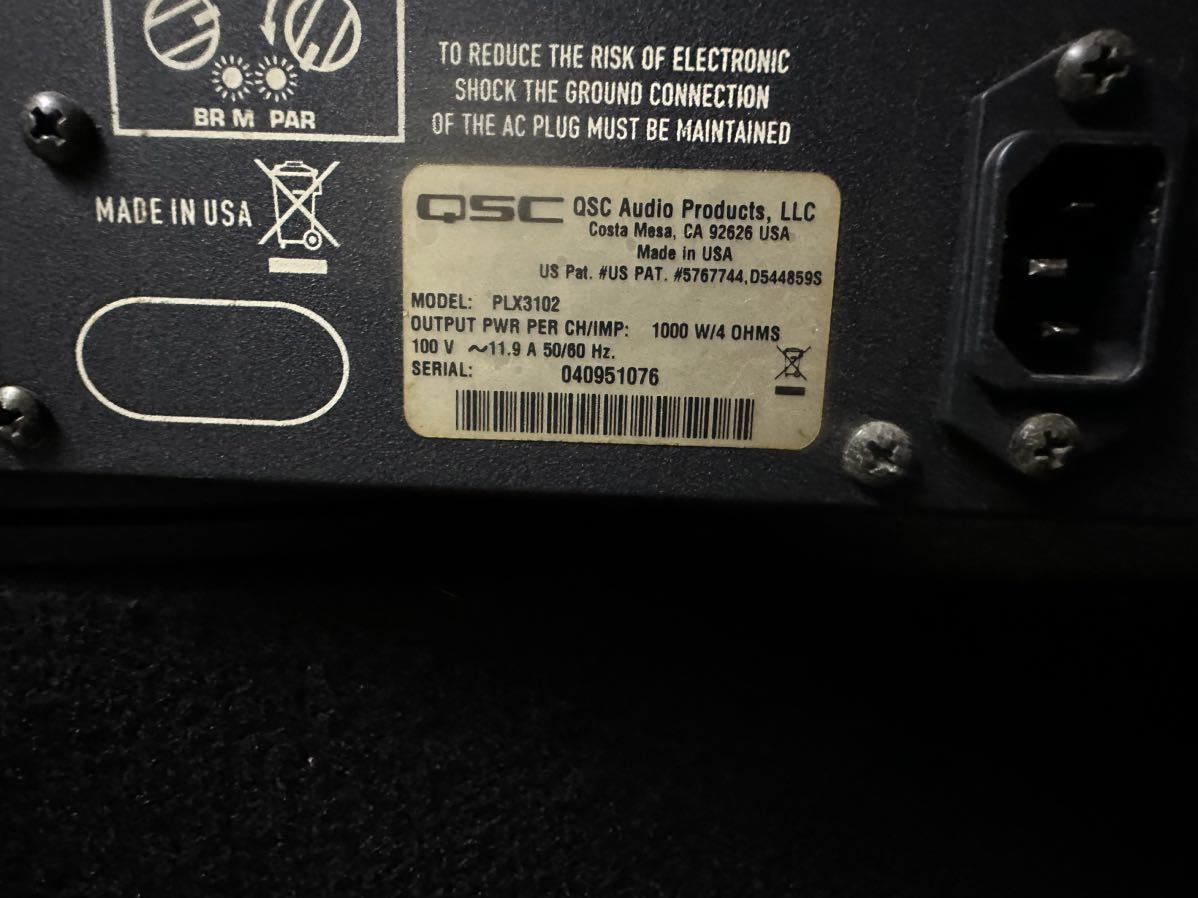 BR M PAR
TO REDUCE THE RISK OF ELECTRONIC
SHOCK THE GROUND CONNECTION
OF THE AC PLUG MUST BE MAINTAINED
MADE IN USA
QSC QSC Audio Products, LLC
Costa Mesa, CA 92626 USA
Made in USA
US Pat. #US PAT. #5767744,D544859S
MODEL: PLX3102
OUTPUT PWR PER CH/IMP: 1000 W/4 OHMS
100 V ~11.9 A 50/60 Hz.
SERIAL: 040951076